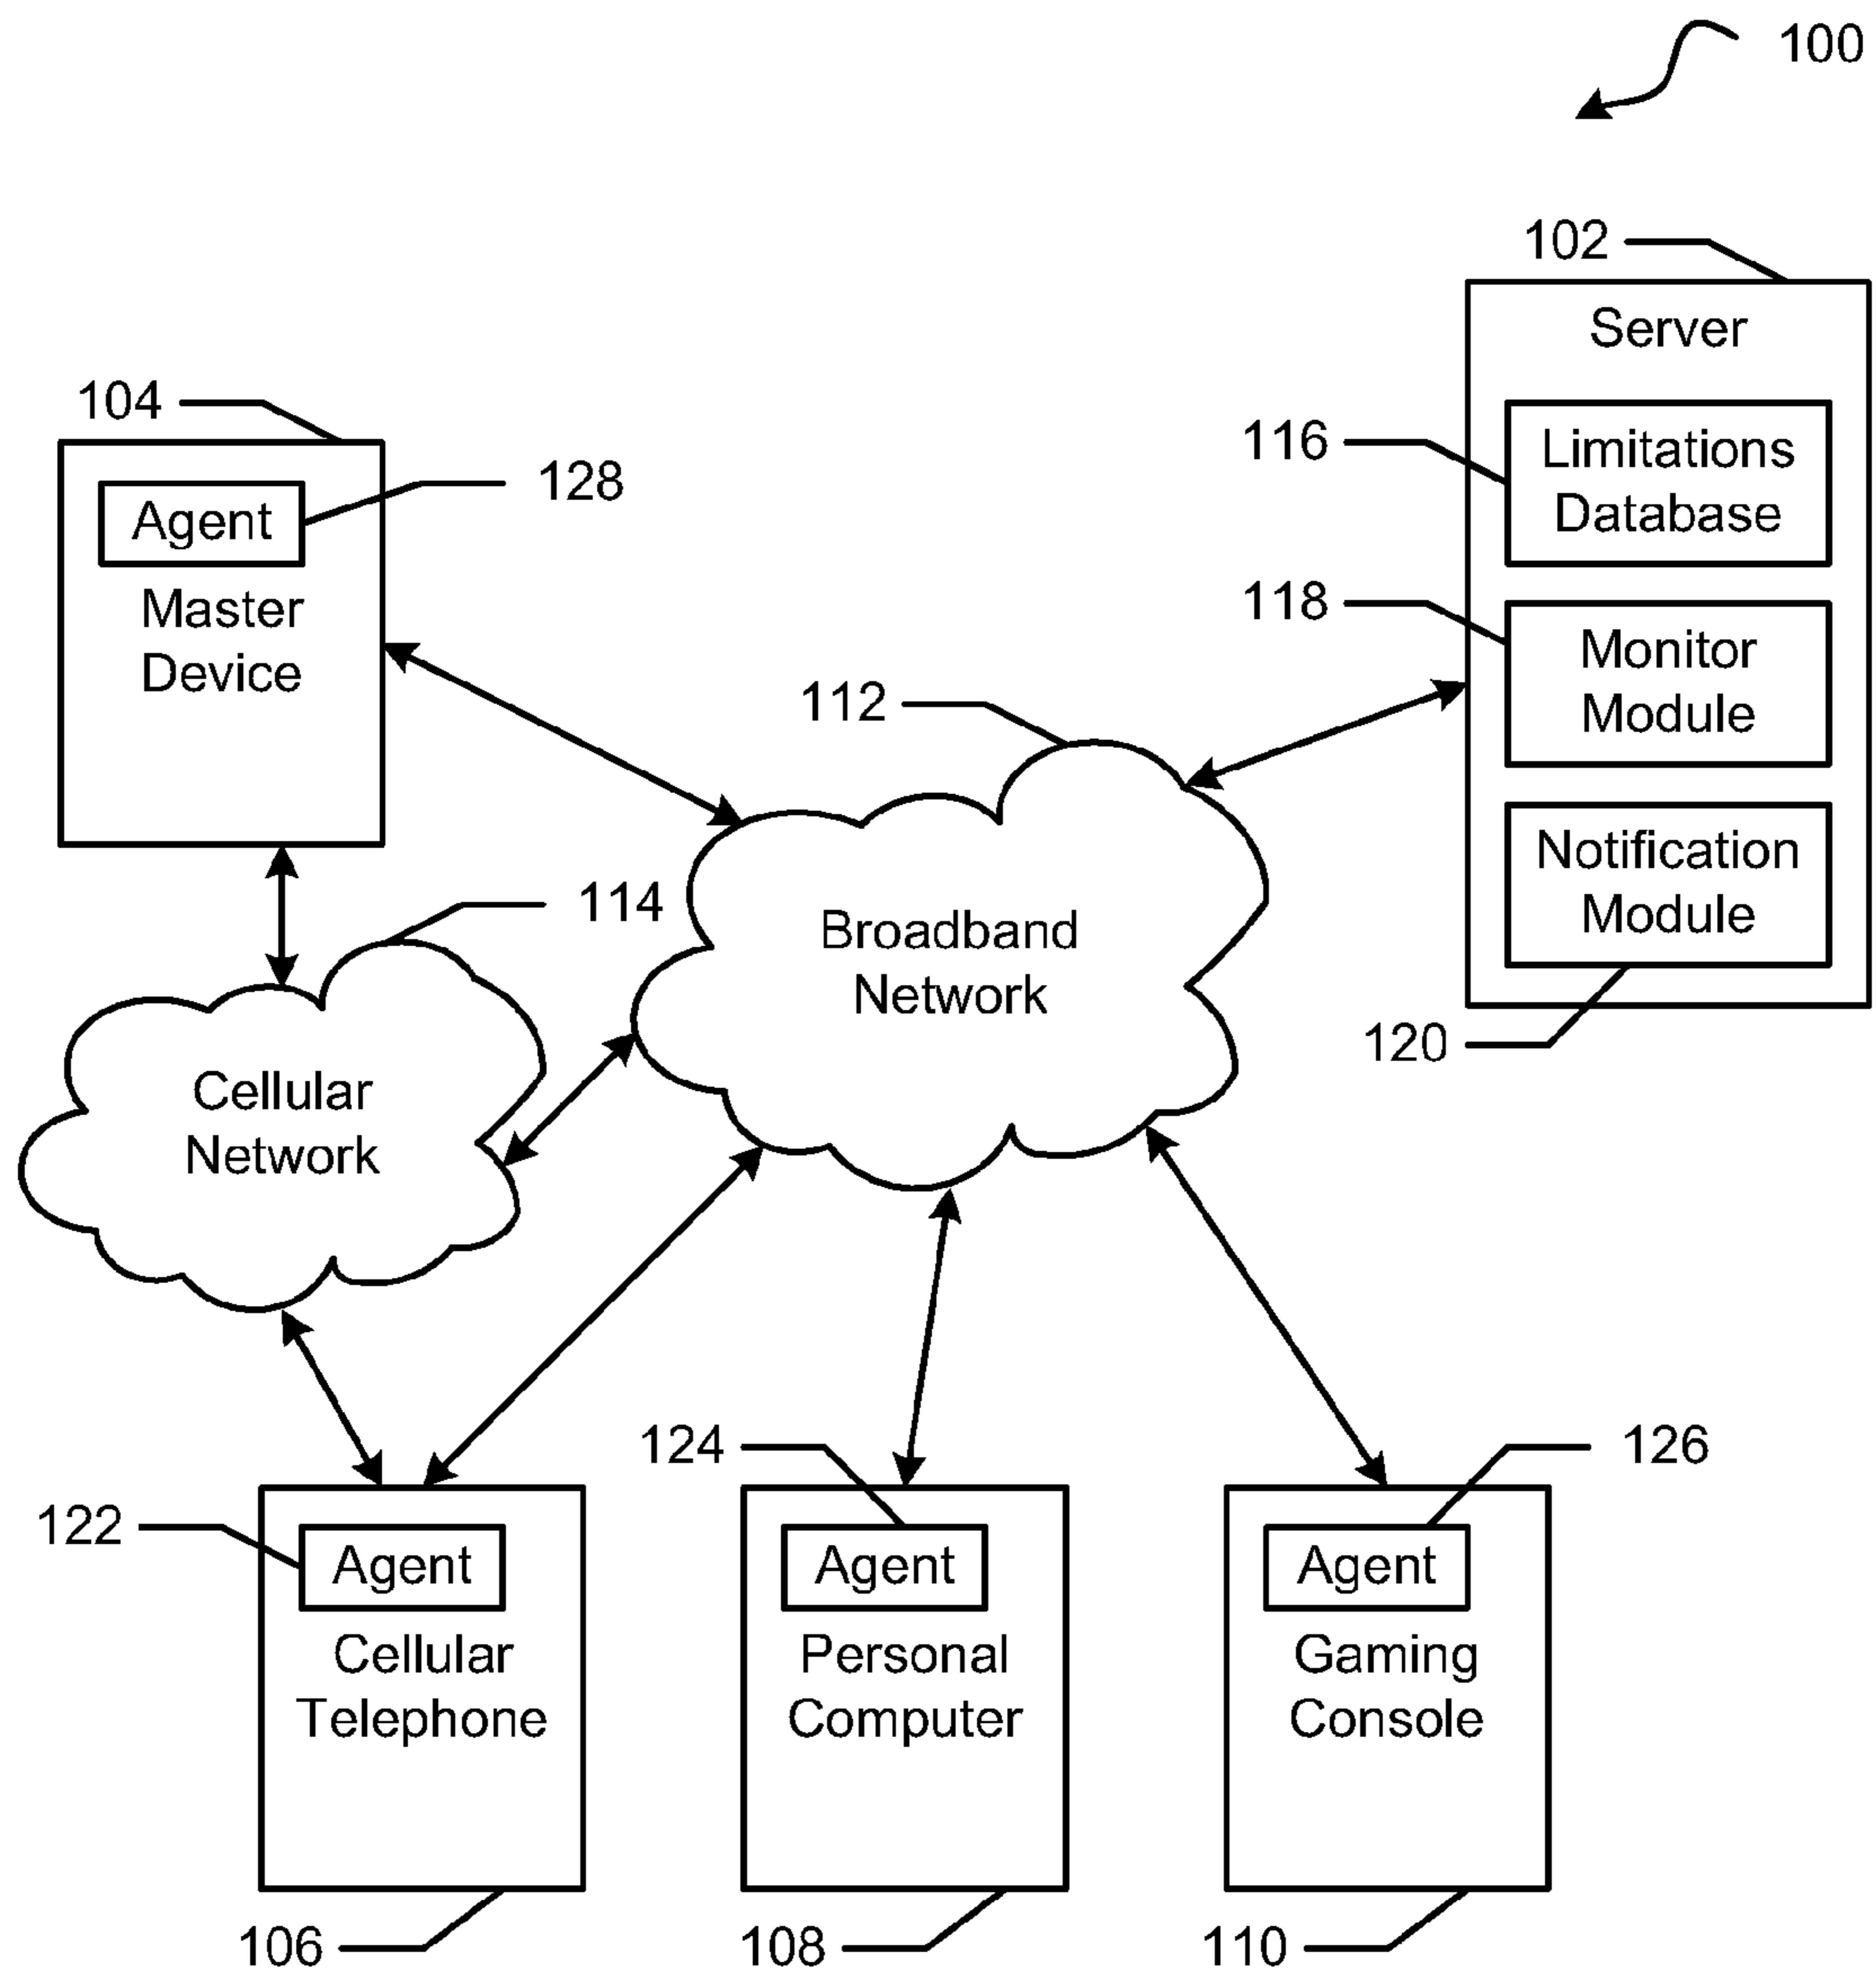 100
102
Server
104
116
Limitations
Database
128
Agent
Master
Device
118
Monitor
Module
112
Notification
Module
114
Broadband
Network
120
Cellular
Network
124
126
122
Agent
Agent
Agent
Cellular
Telephone
Personal
Computer
Gaming
Console
106
108
110